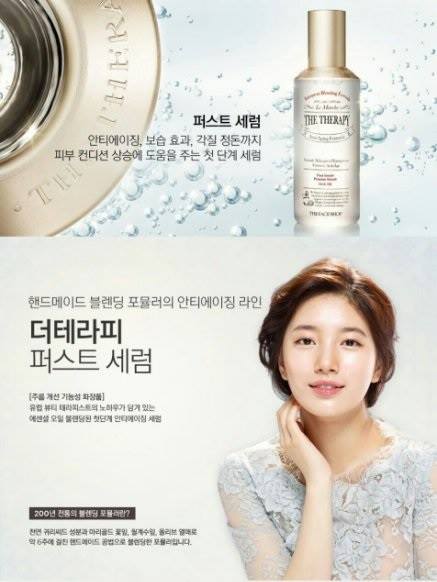 THE THERAPY
퍼스트 세럼
안티에이징, 보습 효과, 각질 정돈까지
피부 컨디션 상승에 도움을 주는 첫 단계 세럼
Le Marche
THE THERAPY
First Serum
THEFACESHOP
핸드메이드 블렌딩 포뮬러의 안티에이징 라인
더테라피
퍼스트 세럼
[주름 개선 기능성 화장품]
유럽 뷰티 테라피스트의 노하우가 담겨 있는
에센셜 오일 블렌딩된 첫단계 안티에이징 세럼
200년 전통의 블렌딩 포뮬러란?
천연 귀리씨드 성분과 마리골드 꽃잎, 월계수잎, 올리브 열매로
약 6주에 걸친 핸드메이드 공법으로 블렌딩한 포뮬러입니다.